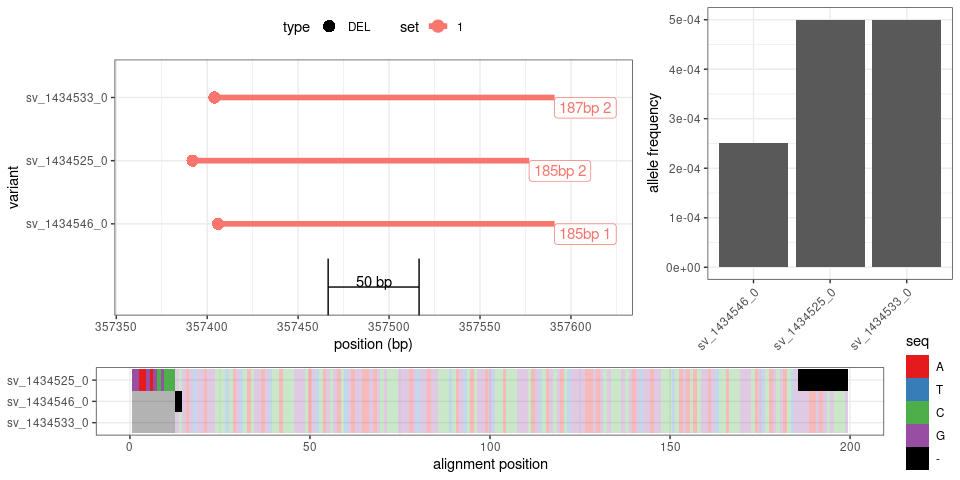 type DEL set 1
variant
sv_1434533_0
187bp 2
sv_1434525_0
185bp 2
sv_1434546_0
185bp 1
50 bp
357350 357400 357450 357500 357550 357600
position (bp)
allele frequency
5e-04
4e-04
3e-04
2e-04
1e-04
0e+00
sv_1434546_0
sv_1434525_0
sv_1434533_0
sv_1434525_0
sv_1434546_0
sv_1434533_0
0 50 100 150 200
alignment position
seq
A
T
C
G
-